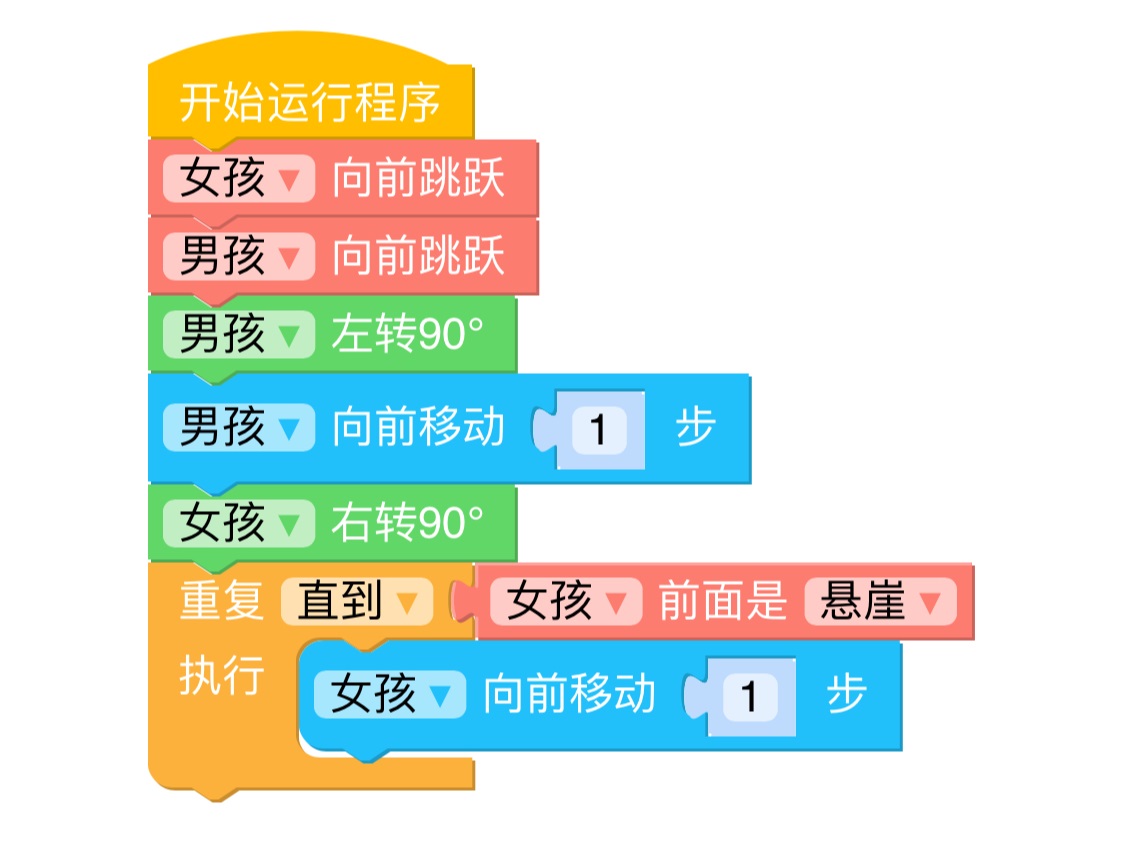 开始运行程序
女孩 向前跳跃
男孩 向前跳跃
男孩 左转90°
男孩 向前移动 1 步
女孩 右转90°
重复 直到 女孩 前面是 悬崖
执行 女孩 向前移动 1 步